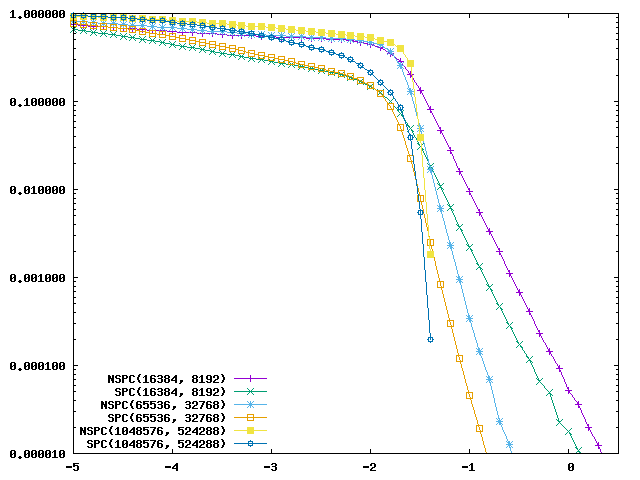 1.000000
0.100000
0.010000
0.001000
0.000100
0.000010
NSPC(16384, 8192)
SPC(16384, 8192)
NSPC(65536, 32768)
SPC(65536, 32768)
NSPC(1048576, 524288)
SPC(1048576, 524288)
-5 -4 -3 -2 -1 0